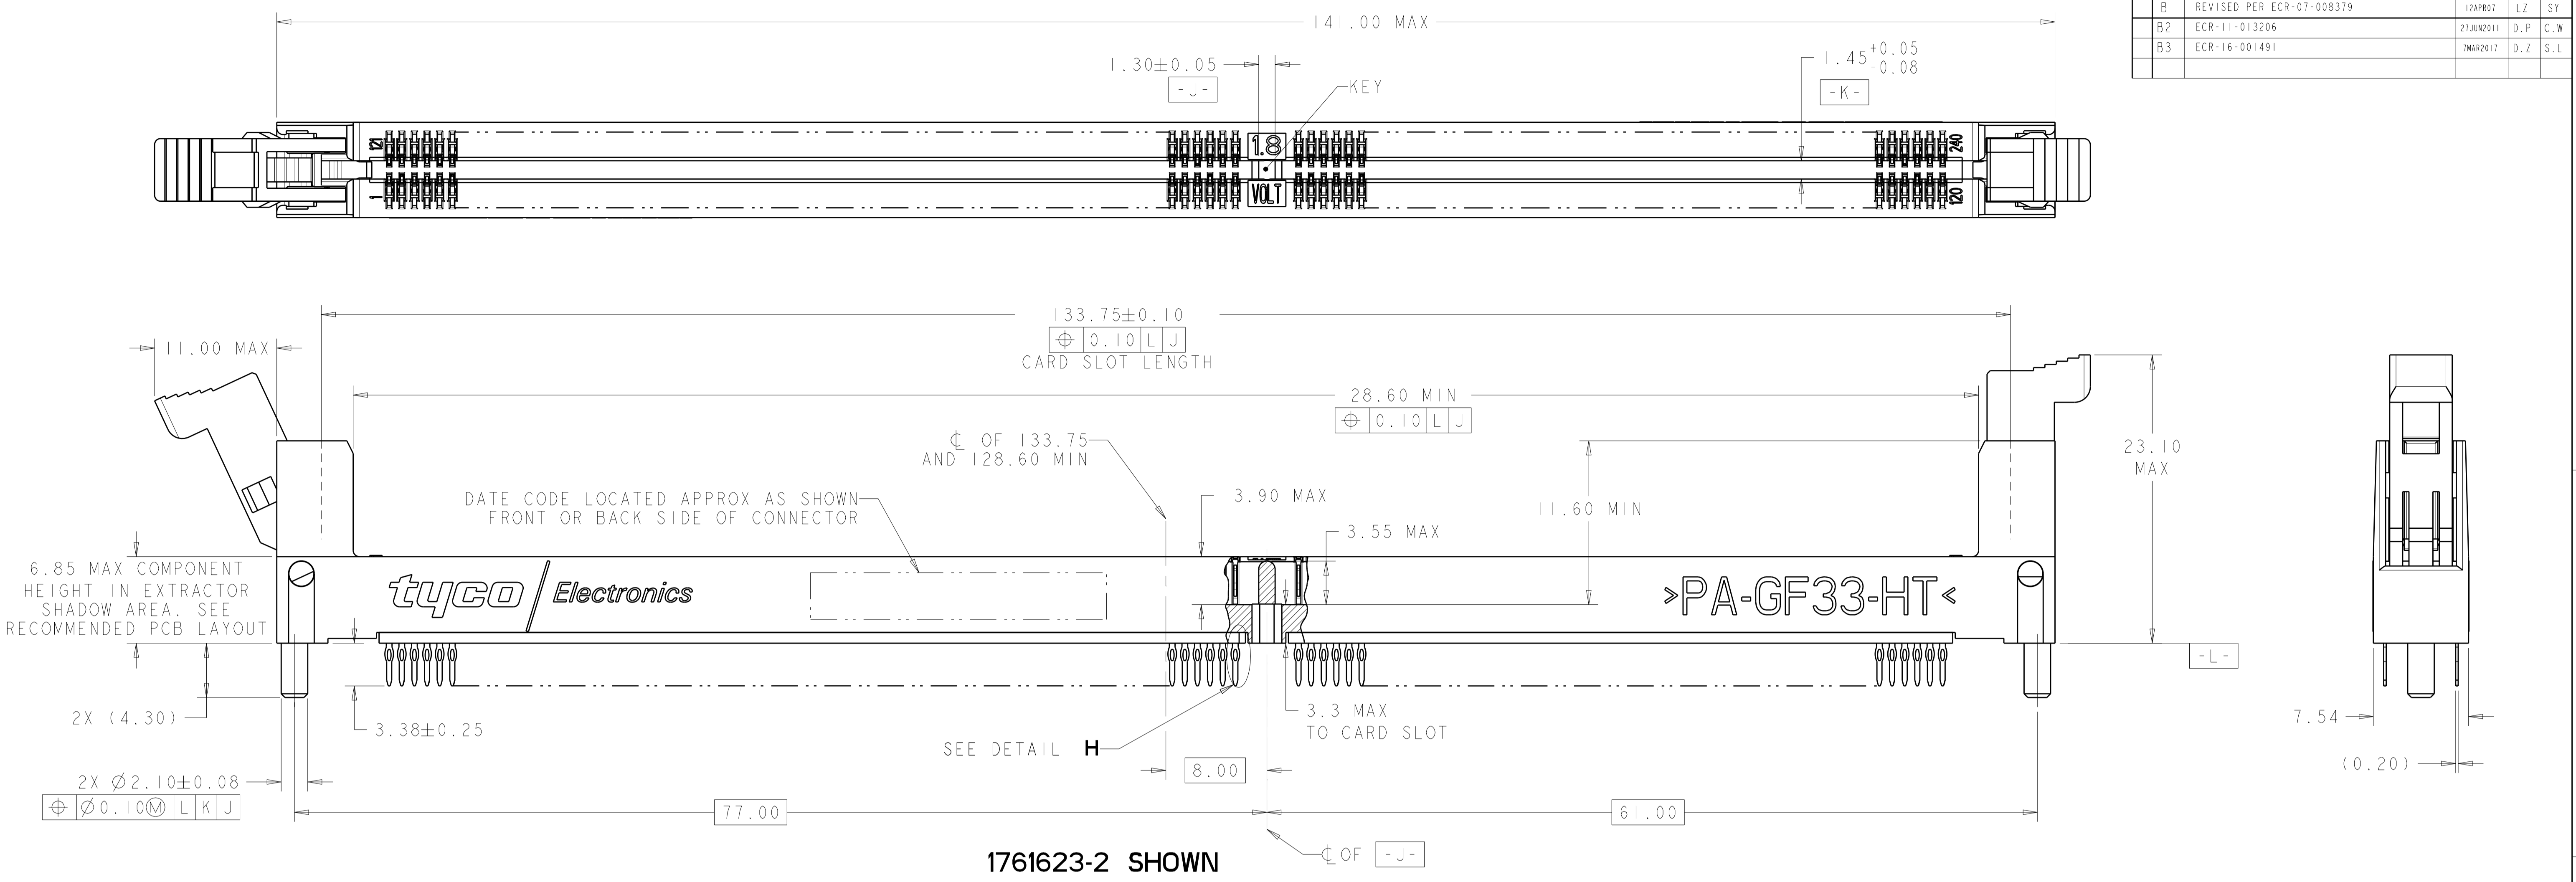 141.00 MAX
B REVISED PER ECR-07-008379 12APR07 LZ SY
B2 ECR-11-013206 27JUN2011 D.P C.W
B3 ECR-16-001491 7MAR2017 D.Z S.L
1.30±0.05
-J-
KEY
1.45 +0.05 -0.08
-K-
121
1.8
240
1
VOLT
120
133.75±0.10
⌖ 0.10 L J
CARD SLOT LENGTH
11.00 MAX
28.60 MIN
⌖ 0.10 L J
℄ OF 133.75
AND 128.60 MIN
23.10
MAX
DATE CODE LOCATED APPROX AS SHOWN
FRONT OR BACK SIDE OF CONNECTOR
3.90 MAX
11.60 MIN
3.55 MAX
6.85 MAX COMPONENT
HEIGHT IN EXTRACTOR
SHADOW AREA. SEE
RECOMMENDED PCB LAYOUT
tyco / Electronics
>PA-GF33-HT<
-L-
2X (4.30)
3.38±0.25
3.3 MAX
TO CARD SLOT
7.54
SEE DETAIL H
8.00
(0.20)
2X Ø2.10±0.08
⌖ Ø0.10Ⓜ L K J
77.00
61.00
℄ OF -J-
1761623-2 SHOWN